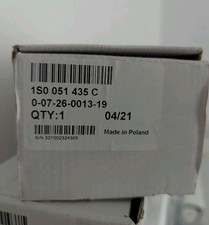 1S0 051 435 C
0-07-26-0013-19
QTY:1 04/21
Made in Poland